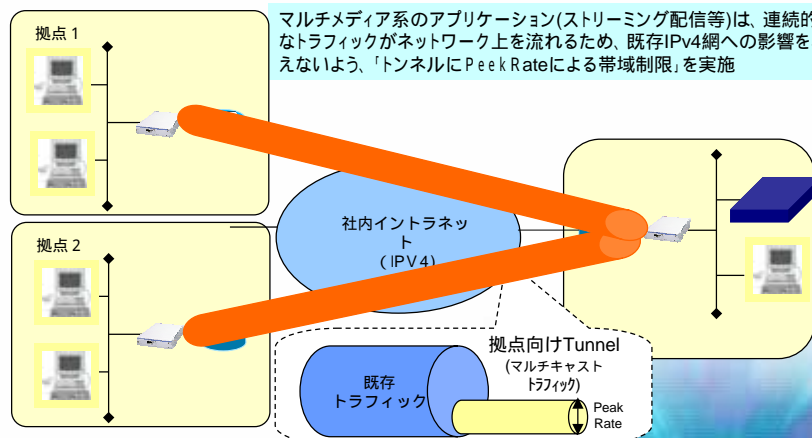 マルチメディア系のアプリケーション(ストリーミング配信等)は、連続的
なトラフィックがネットワーク上を流れるため、既存IPv4網への影響を
えないよう、「トンネルにPeekRateによる帯域制限」を実施
拠点 1
拠点 2
社内イントラネッ
ト
(IPV4)
拠点向けTunnel
(マルチキャスト
トラフィック)
既存
トラフィック
Peak
Rate